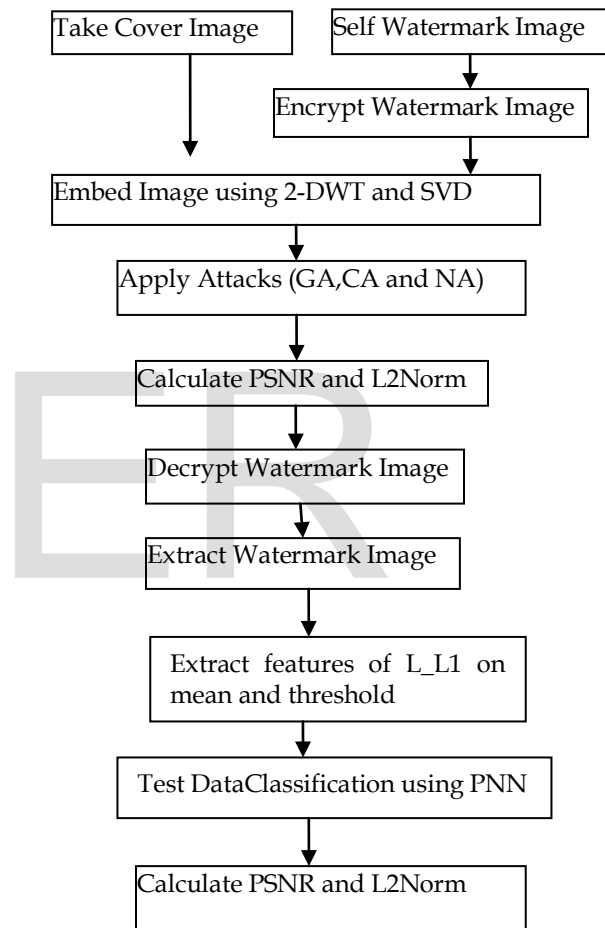 Take Cover Image
Self Watermark Image
Encrypt Watermark Image
Embed Image using 2-DWT and SVD
Apply Attacks (GA,CA and NA)
Calculate PSNR and L2Norm
Decrypt Watermark Image
Extract Watermark Image
Extract features of L_L1 on
mean and threshold
Test DataClassification using PNN
Calculate PSNR and L2Norm
ER